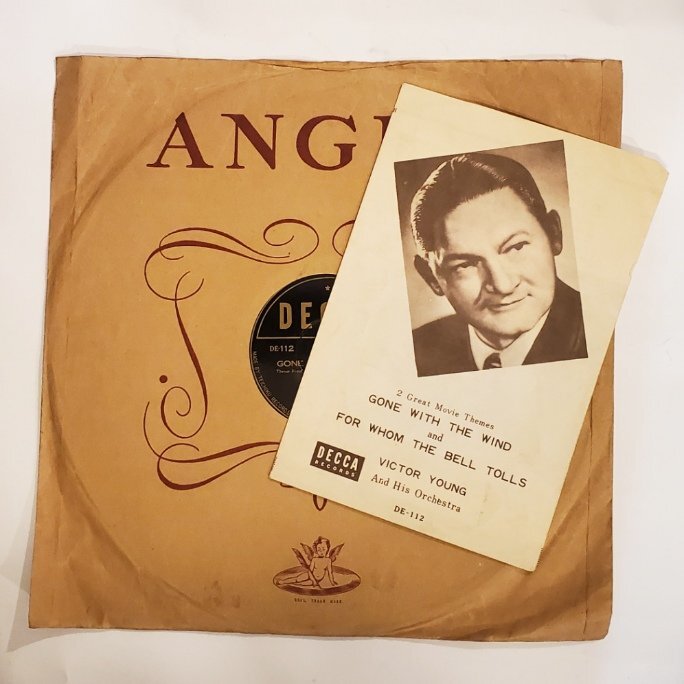 ANG
DEC
DE-112
GONE
2 Great Movie Themes
GONE WITH THE WIND
and
FOR WHOM THE BELL TOLLS
DECCA
RECORDS
VICTOR YOUNG
And His Orchestra
DE-112